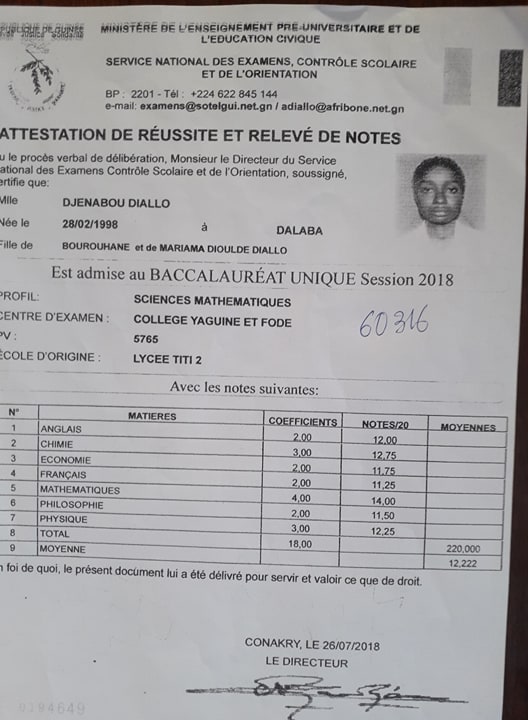 MINISTÈRE DE L'ENSEIGNEMENT PRE-UNIVERSITAIRE ET DE
L'EDUCATION CIVIQUE
SERVICE NATIONAL DES EXAMENS, CONTRÔLE SCOLAIRE
ET DE L'ORIENTATION
BP : 2201 - Tél : +224 622 845 144
e-mail: examens@sotelgui.net.gn / adiallo@afribone.net.gn
ATTESTATION DE RÉUSSITE ET RELEVÉ DE NOTES
u le procès verbal de délibération, Monsieur le Directeur du Service
ational des Examens Contrôle Scolaire et de l'Orientation, soussigné,
ertifie que:
Mlle DJENABOU DIALLO
Née le 28/02/1998 à DALABA
Fille de BOUROUHANE et de MARIAMA DIOULDE DIALLO
Est admise au BACCALAURÉAT UNIQUE Session 2018
PROFIL: SCIENCES MATHEMATIQUES
CENTRE D'EXAMEN : COLLEGE YAGUINE ET FODE
60316
PV : 5765
ÉCOLE D'ORIGINE : LYCEE TITI 2
Avec les notes suivantes:
N° MATIERES COEFFICIENTS NOTES/20 MOYENNES
1 ANGLAIS 2,00 12,00
2 CHIMIE 3,00 12,75
3 ECONOMIE 2,00 11,75
4 FRANÇAIS 2,00 11,25
5 MATHEMATIQUES 4,00 14,00
6 PHILOSOPHIE 2,00 11,50
7 PHYSIQUE 3,00 12,25
8 TOTAL 18,00 220,000
9 MOYENNE 12,222
n foi de quoi, le présent document lui a été délivré pour servir et valoir ce que de droit.
CONAKRY, LE 26/07/2018
LE DIRECTEUR
0394649